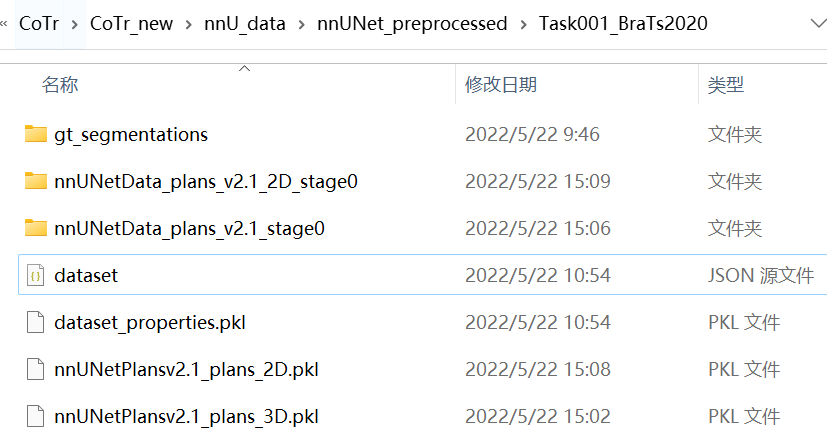 « CoTr > CoTr_new > nnU_data > nnUNet_preprocessed > Task001_BraTs2020
名称 修改日期 类型
gt_segmentations 2022/5/22 9:46 文件夹
nnUNetData_plans_v2.1_2D_stage0 2022/5/22 15:09 文件夹
nnUNetData_plans_v2.1_stage0 2022/5/22 15:06 文件夹
dataset 2022/5/22 10:54 JSON 源文件
dataset_properties.pkl 2022/5/22 10:54 PKL 文件
nnUNetPlansv2.1_plans_2D.pkl 2022/5/22 15:08 PKL 文件
nnUNetPlansv2.1_plans_3D.pkl 2022/5/22 15:02 PKL 文件